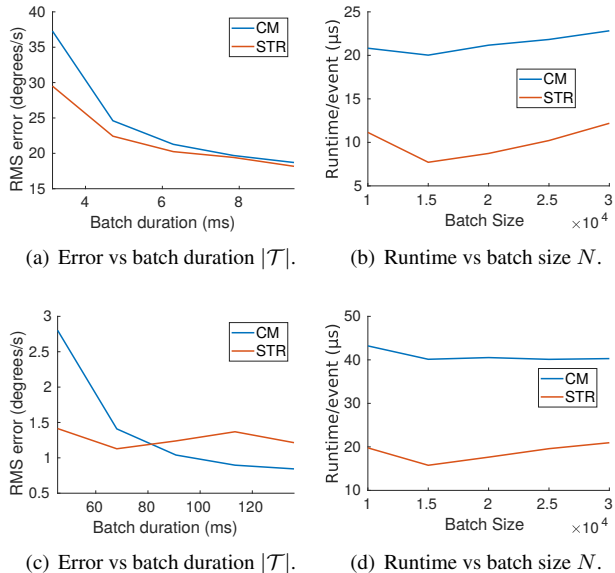 40
35
30
25
20
15
RMS error (degrees/s)
CM
STR
4 6 8
Batch duration (ms)
(a) Error vs batch duration |𝒯|.
25
20
15
10
5
Runtime/event (μs)
CM
STR
1 1.5 2 2.5 3
Batch Size
×10⁴
(b) Runtime vs batch size N.
3
2.5
2
1.5
1
0.5
RMS error (degrees/s)
CM
STR
60 80 100 120
Batch duration (ms)
(c) Error vs batch duration |𝒯|.
50
40
30
20
10
Runtime/event (μs)
CM
STR
1 1.5 2 2.5 3
Batch Size
×10⁴
(d) Runtime vs batch size N.